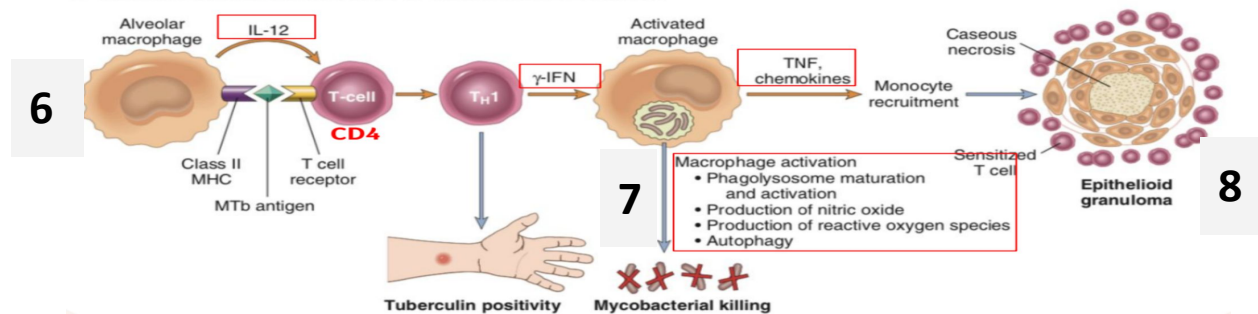 Alveolar
macrophage
IL-12
6
T-cell
CD4
Class II
MHC
T cell
receptor
MTb antigen
TH1
γ-IFN
Activated
macrophage
TNF,
chemokines
Monocyte
recruitment
Caseous
necrosis
Sensitized
T cell
Epithelioid
granuloma
8
7
Macrophage activation
• Phagolysosome maturation
and activation
• Production of nitric oxide
• Production of reactive oxygen species
• Autophagy
Tuberculin positivity
Mycobacterial killing